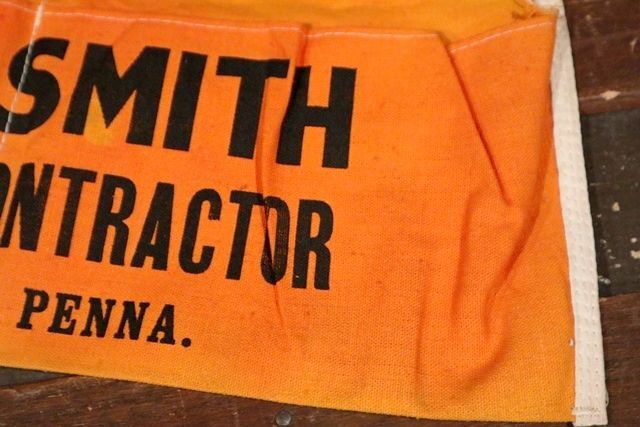 SMITH
ONTRACTOR
PENNA.